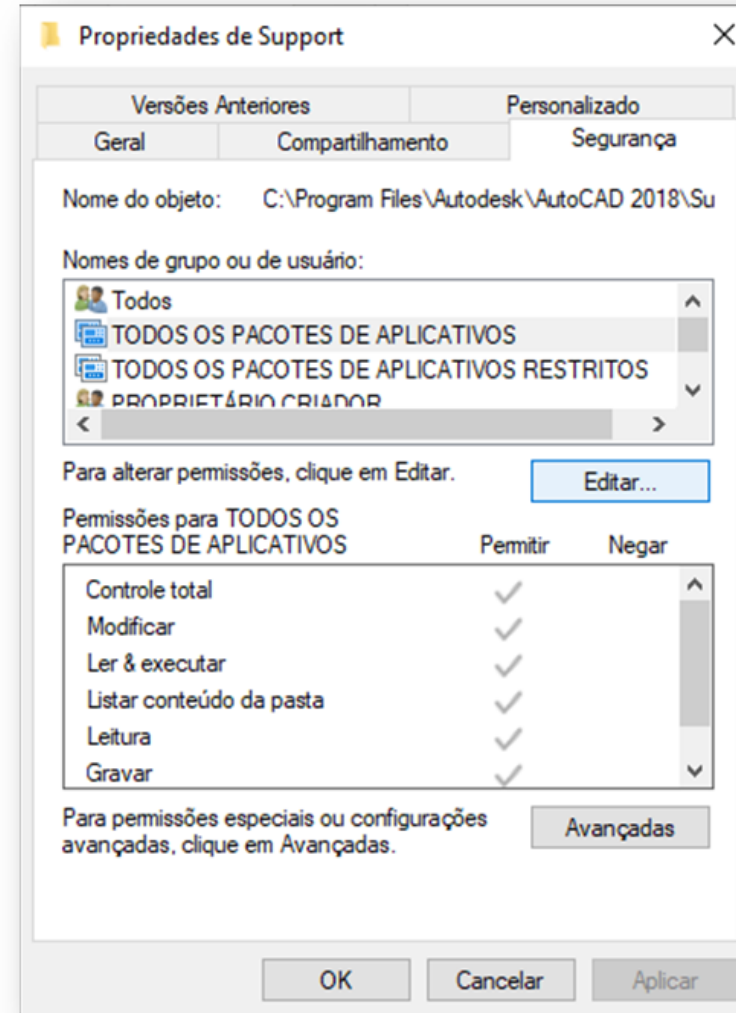 Propriedades de Support
Versões Anteriores Personalizado
Geral Compartilhamento Segurança
Nome do objeto: C:\Program Files\Autodesk\AutoCAD 2018\Su
Nomes de grupo ou de usuário:
Todos
TODOS OS PACOTES DE APLICATIVOS
TODOS OS PACOTES DE APLICATIVOS RESTRITOS
PROPRIETÁRIO CRIADOR
Para alterar permissões, clique em Editar. Editar...
Permissões para TODOS OS
PACOTES DE APLICATIVOS Permitir Negar
Controle total
Modificar
Ler & executar
Listar conteúdo da pasta
Leitura
Gravar
Para permissões especiais ou configurações
avançadas, clique em Avançadas. Avançadas
OK Cancelar Aplicar